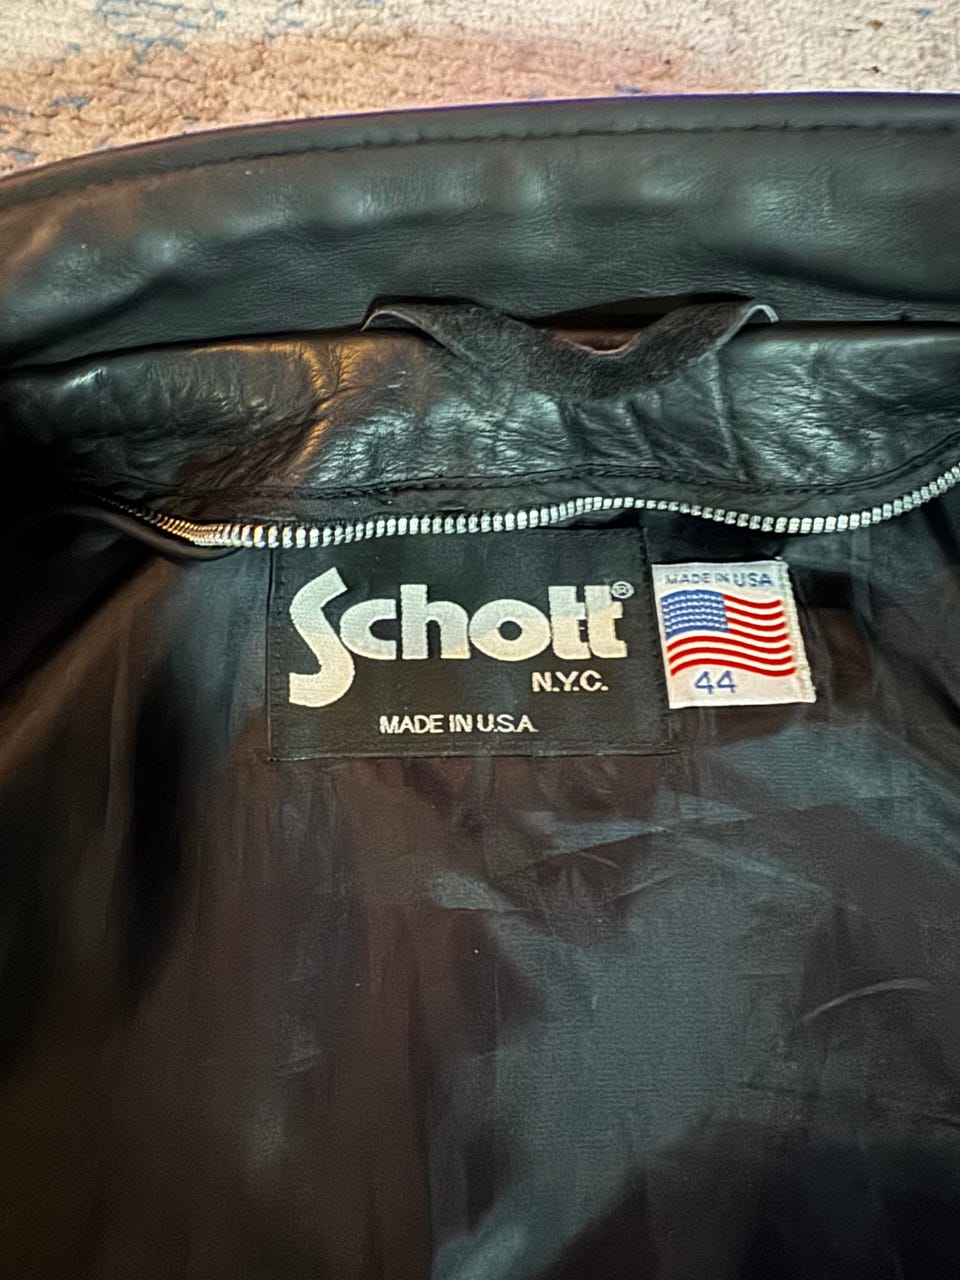 Schott®
N.Y.C.
MADE IN U.S.A.
MADE IN USA
44